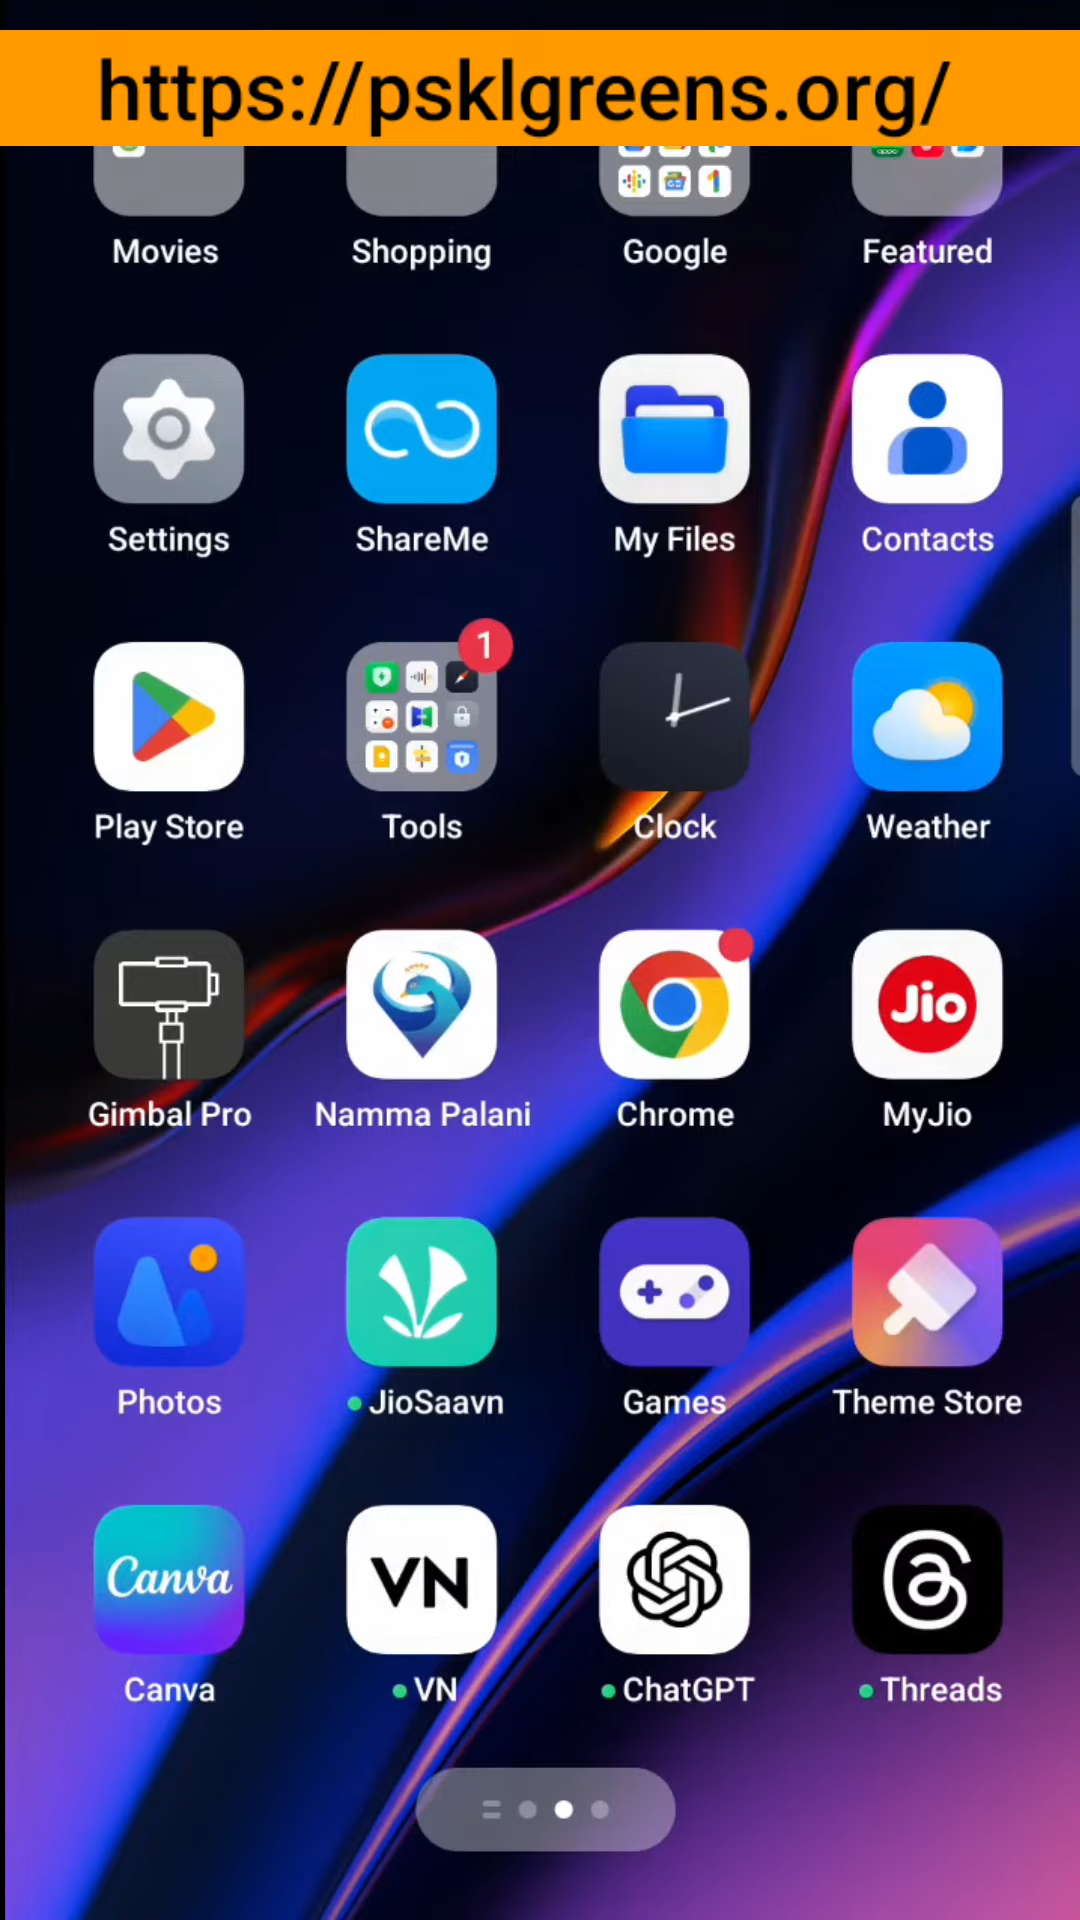 https://psklgreens.org/
Movies Shopping Google Featured
Settings ShareMe My Files Contacts
1
Play Store Tools Clock Weather
Jio
Gimbal Pro Namma Palani Chrome MyJio
Photos JioSaavn Games Theme Store
Canva VN
Canva VN ChatGPT Threads